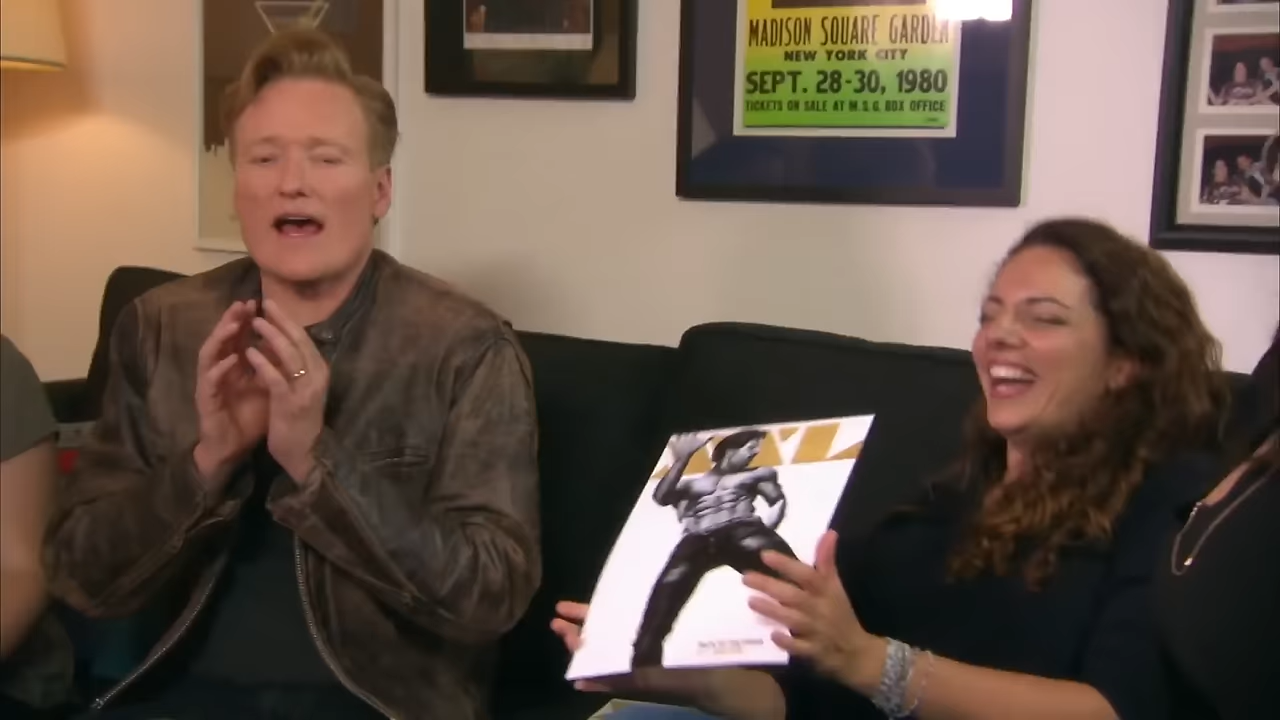 MADISON SQUARE GARDEN
NEW YORK CITY
SEPT. 28-30, 1980
TICKETS ON SALE AT M.S.G. BOX OFFICE